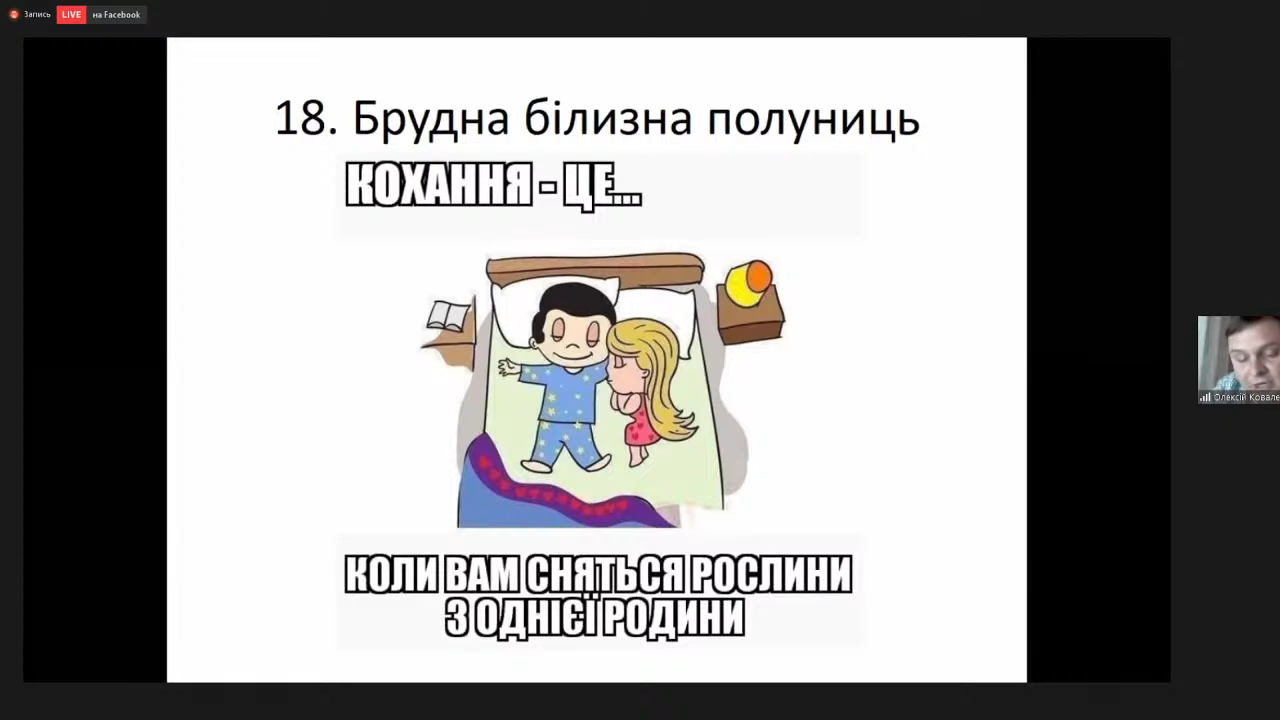 Запись
LIVE на Facebook
18. Брудна білизна полуниць
КОХАННЯ - ЦЕ...
КОЛИ ВАМ СНЯТЬСЯ РОСЛИНИ
З ОДНІЄЇ РОДИНИ
Олексій Ковале